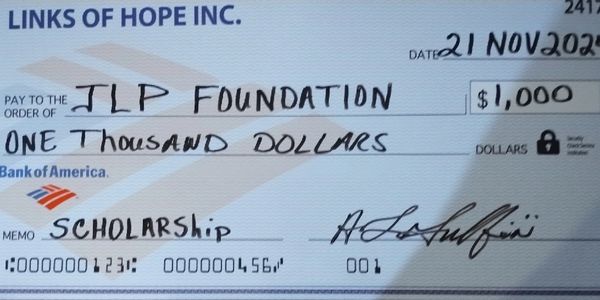 LINKS OF HOPE INC.
2417
DATE 21 NOV 202
PAY TO THE ORDER OF JLP FOUNDATION $1,000
ONE THOUSAND DOLLARS DOLLARS
Bank of America.
MEMO SCHOLARSHIP
⑆000000123⑆ 000000456⑈ 001